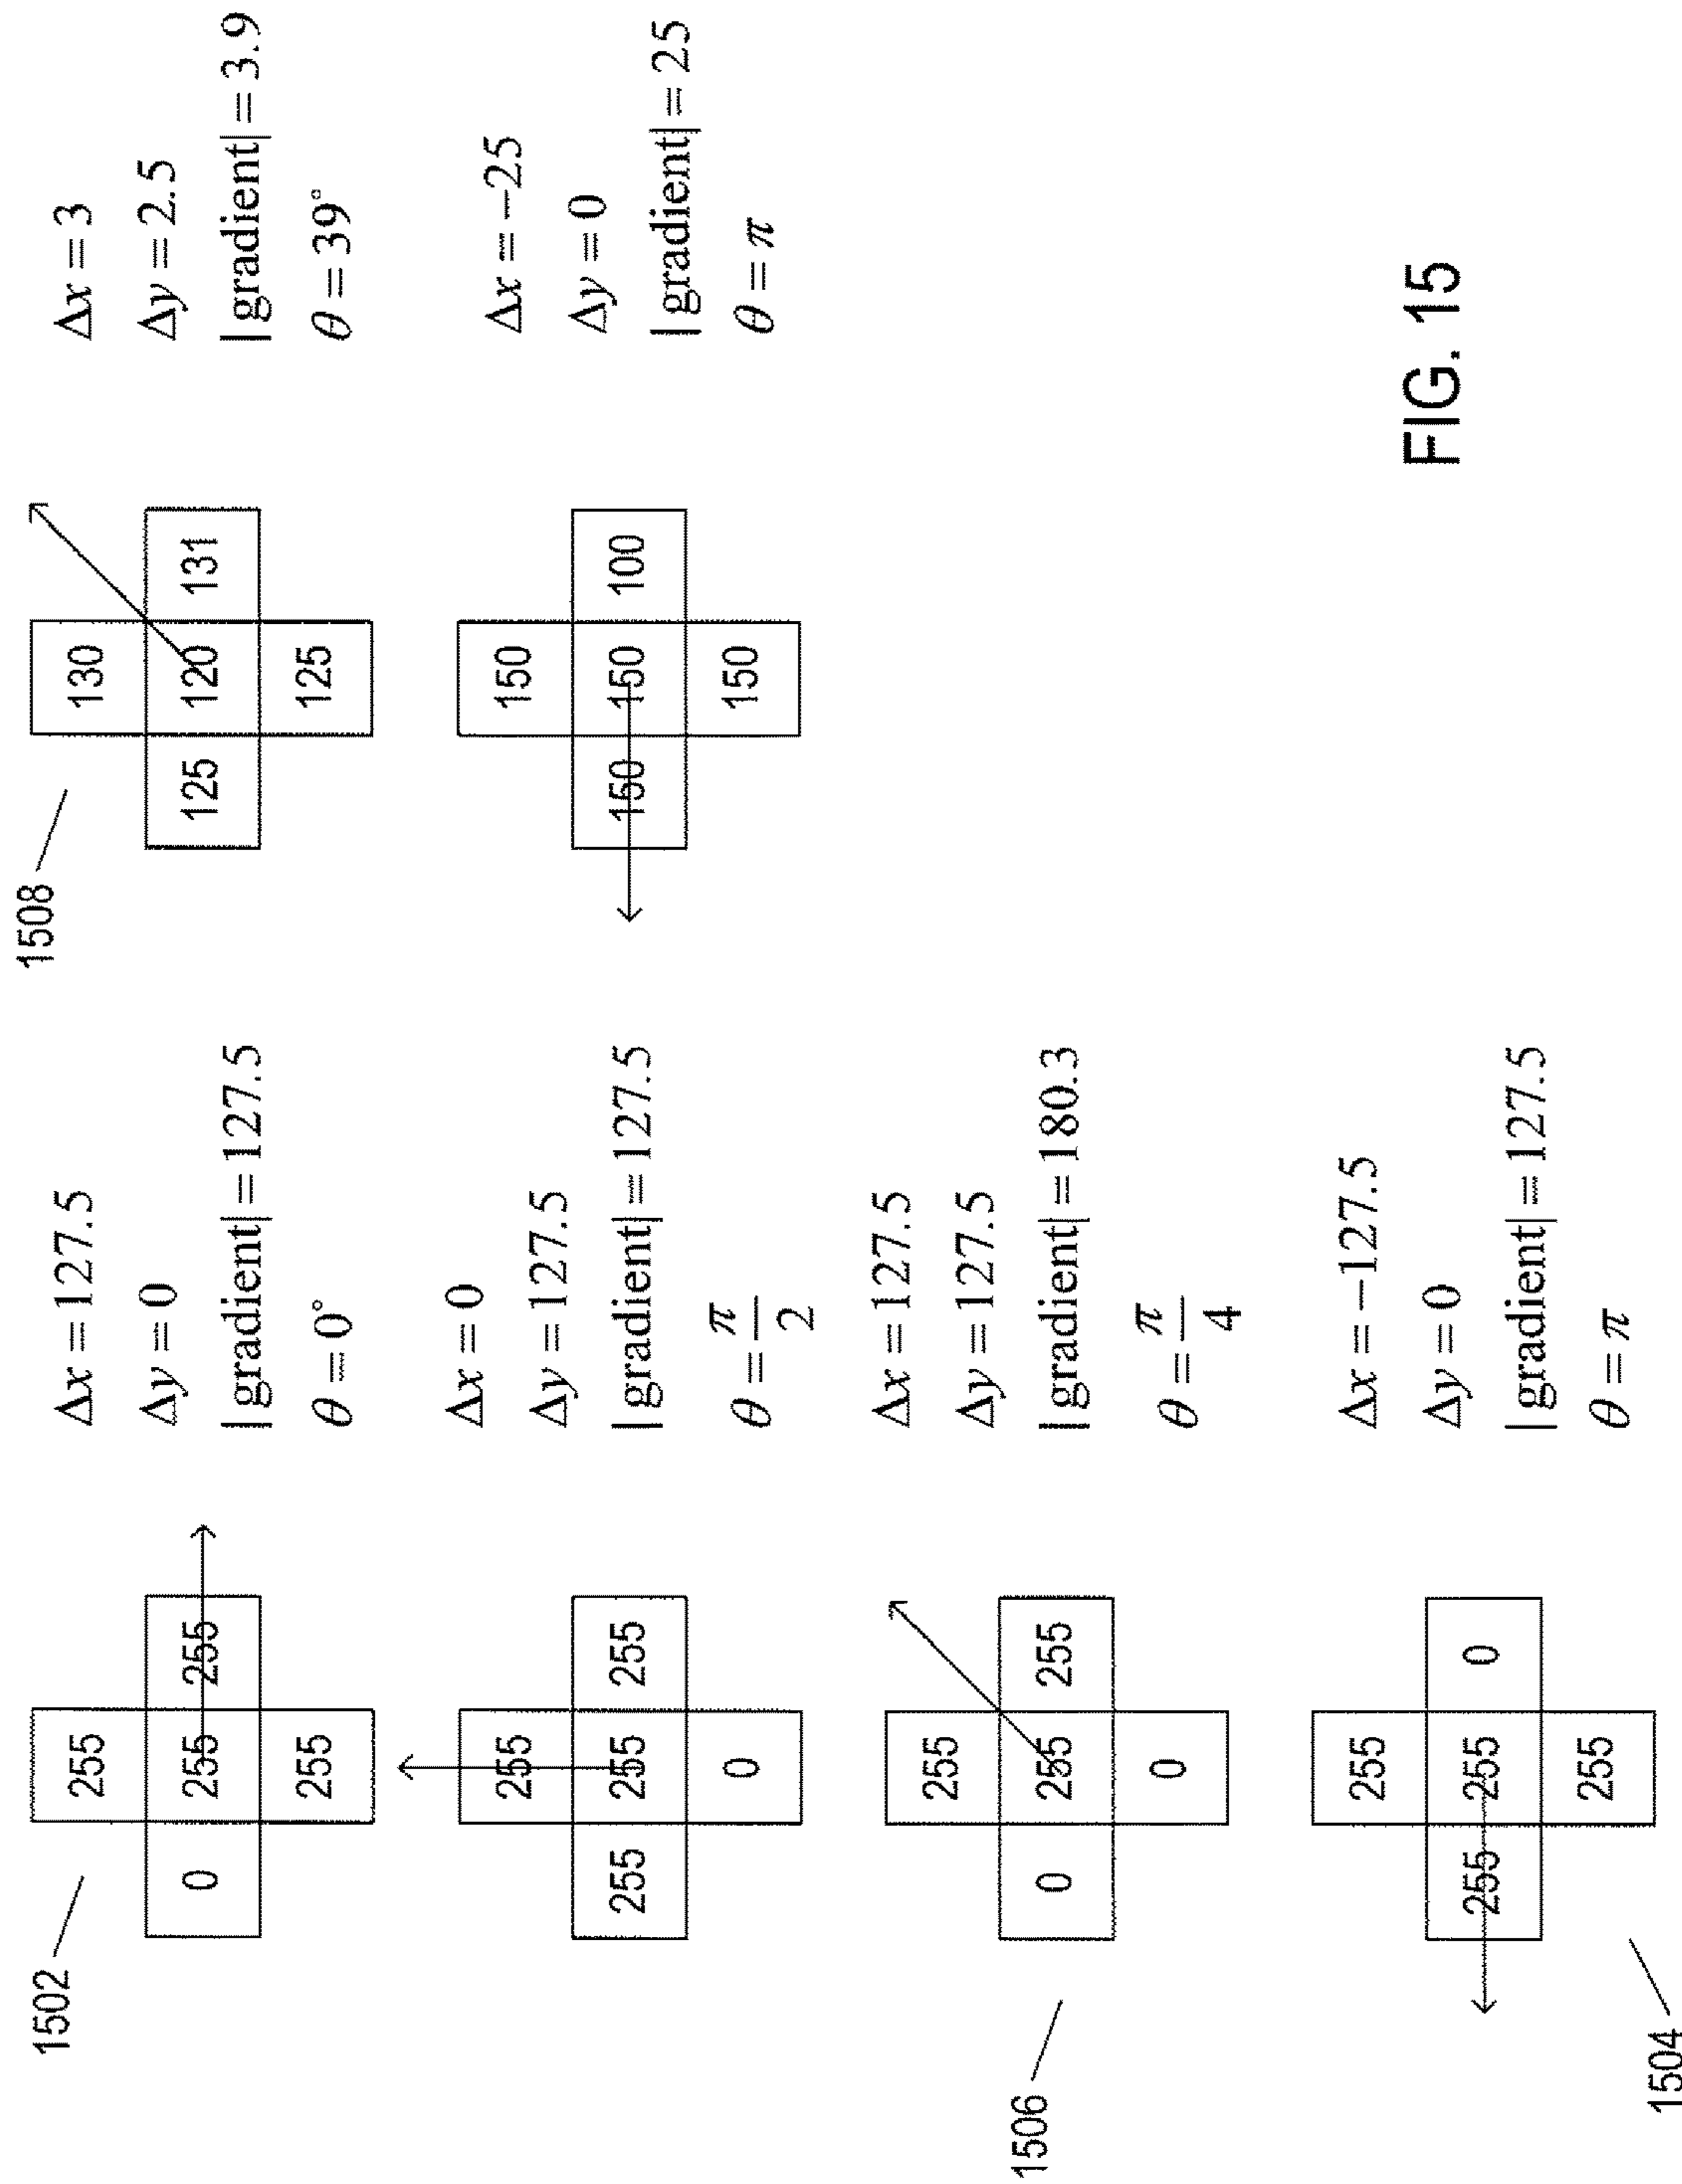 1502
255
0 255 255
255
Δx = 127.5
Δy = 0
|gradient| = 127.5
θ = 0°
255
255 255 255
0
Δx = 0
Δy = 127.5
|gradient| = 127.5
θ = π/2
1506
255
0 255 255
0
Δx = 127.5
Δy = 127.5
|gradient| = 180.3
θ = π/4
1504
255
255 255 0
255
Δx = −127.5
Δy = 0
|gradient| = 127.5
θ = π
1508
130
125 120 131
125
Δx = 3
Δy = 2.5
|gradient| = 3.9
θ = 39°
150
150 150 100
150
Δx = −25
Δy = 0
|gradient| = 25
θ = π
FIG. 15